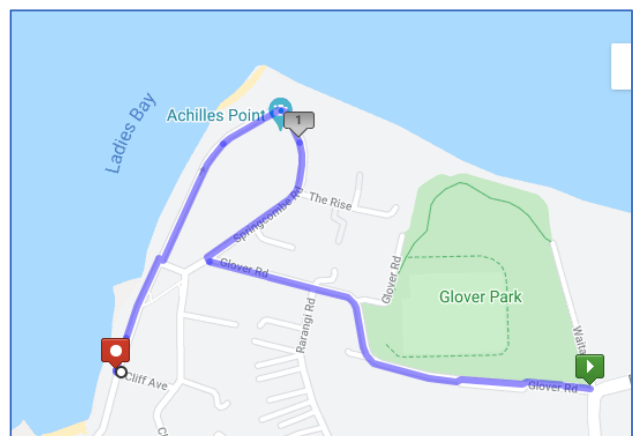 Ladies Bay
Achilles Point
1
The Rise
Springcombe Rd
Glover Rd
Glover Rd
Rarangi Rd
Glover Park
Glover Rd
Cliff Ave